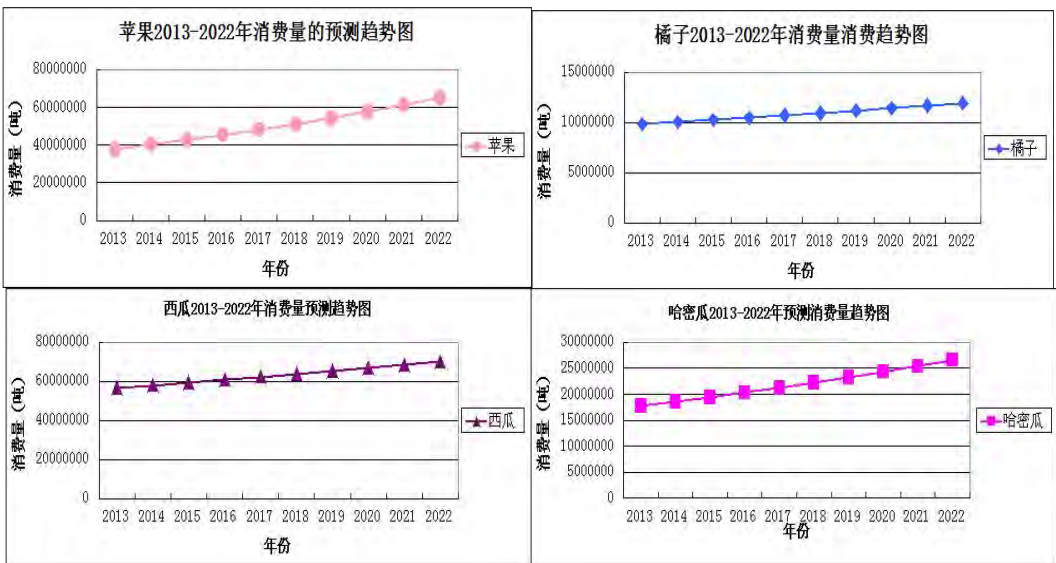 苹果2013-2022年消费量的预测趋势图
80000000
60000000
40000000
20000000
0
消费量（吨）
2013 2014 2015 2016 2017 2018 2019 2020 2021 2022
年份
苹果
橘子2013-2022年消费量消费趋势图
15000000
10000000
5000000
0
消费量（吨）
2013 2014 2015 2016 2017 2018 2019 2020 2021 2022
年份
橘子
西瓜2013-2022年消费量预测趋势图
80000000
60000000
40000000
20000000
0
消费量（吨）
2013 2014 2015 2016 2017 2018 2019 2020 2021 2022
年份
西瓜
哈密瓜2013-2022年预测消费量趋势图
30000000
25000000
20000000
15000000
10000000
5000000
0
消费量（吨）
2013 2014 2015 2016 2017 2018 2019 2020 2021 2022
年份
哈密瓜